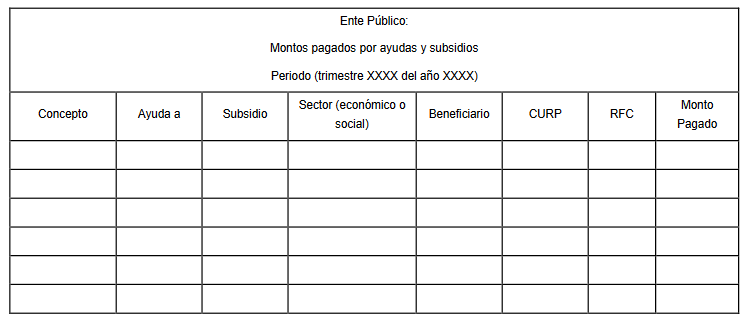 Ente Público:
Montos pagados por ayudas y subsidios
Periodo (trimestre XXXX del año XXXX)
Concepto
Ayuda a
Subsidio
Sector (económico o
social)
Beneficiario
CURP
RFC
Monto
Pagado